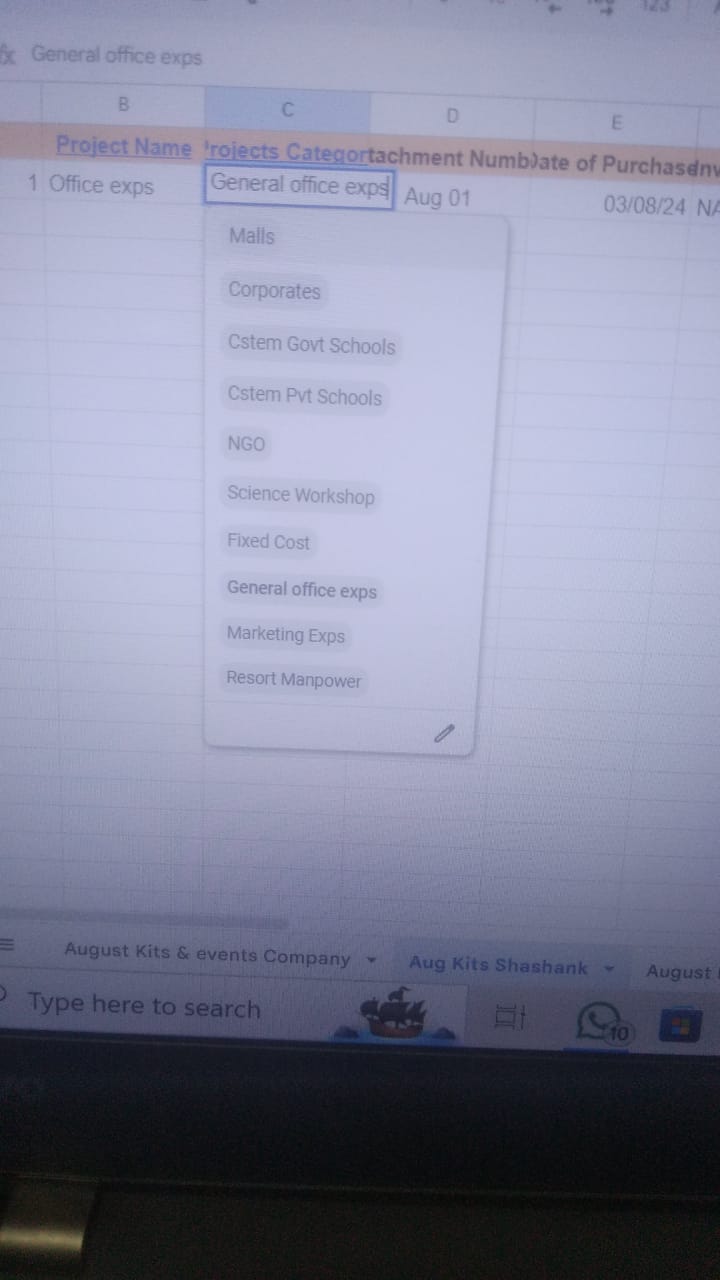 123
fx General office exps
B C D E
Project Name rojects Categor tachment Numb ate of Purchase nv
1 Office exps General office exps Aug 01 03/08/24 NA
Malls
Corporates
Cstem Govt Schools
Cstem Pvt Schools
NGO
Science Workshop
Fixed Cost
General office exps
Marketing Exps
Resort Manpower
August Kits & events Company Aug Kits Shashank August
Type here to search 10